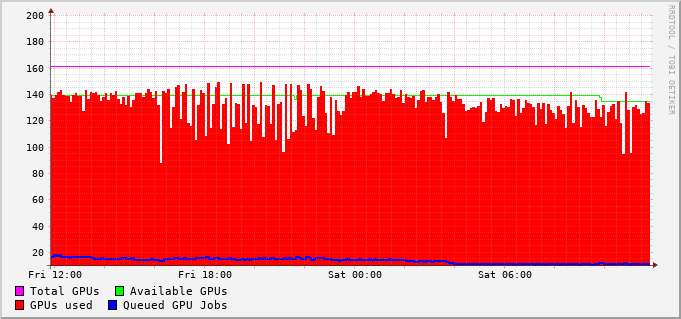 200
180
160
140
120
100
80
60
40
20
Fri 12:00 Fri 18:00 Sat 00:00 Sat 06:00
Total GPUs Available GPUs
GPUs used Queued GPU Jobs
RRDTOOL / TOBI OETIKER